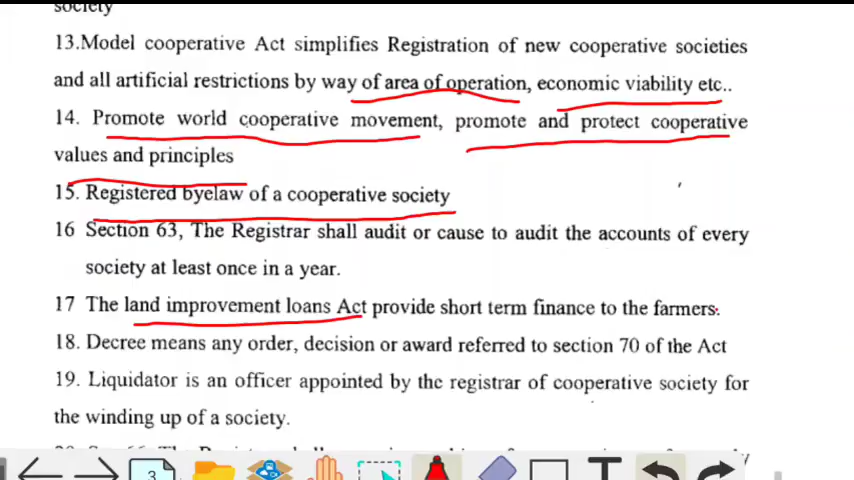 society
13.Model cooperative Act simplifies Registration of new cooperative societies
and all artificial restrictions by way of area of operation, economic viability etc..
14. Promote world cooperative movement, promote and protect cooperative
values and principles
15. Registered byelaw of a cooperative society
16 Section 63, The Registrar shall audit or cause to audit the accounts of every
society at least once in a year.
17 The land improvement loans Act provide short term finance to the farmers.
18. Decree means any order, decision or award referred to section 70 of the Act
19. Liquidator is an officer appointed by the registrar of cooperative society for
the winding up of a society.
3
T